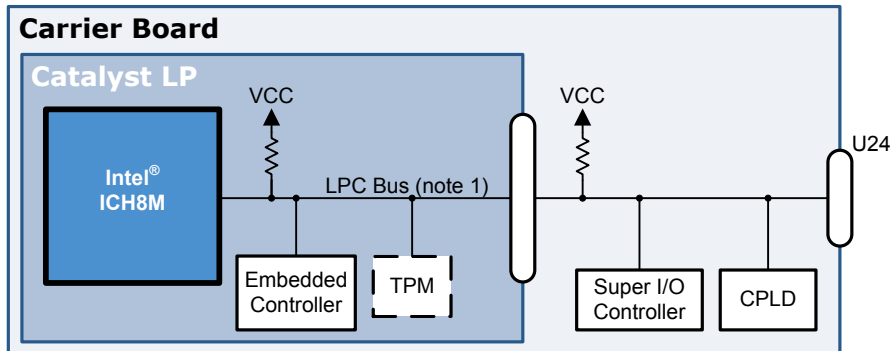 Carrier Board
Catalyst LP
VCC
VCC
U24
Intel®
ICH8M
LPC Bus (note 1)
Embedded
Controller
TPM
Super I/O
Controller
CPLD